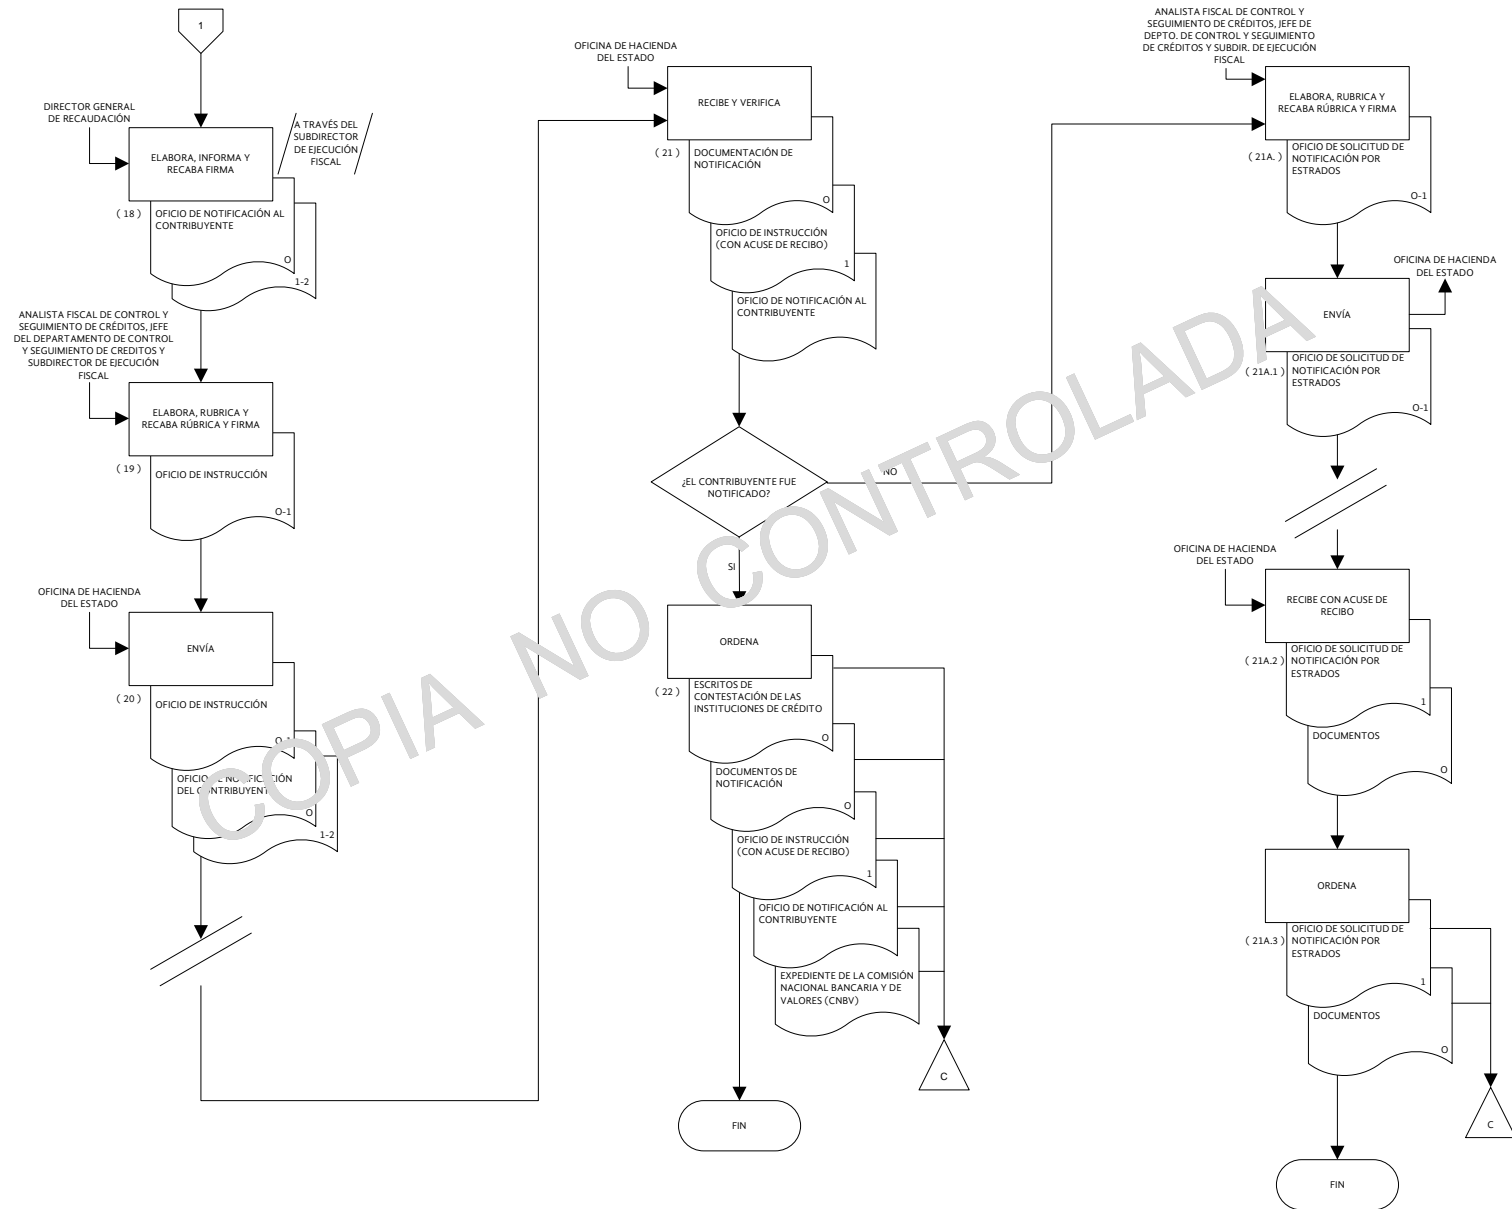 1
DIRECTOR GENERAL
DE RECAUDACIÓN
A TRAVÉS DEL
SUBDIRECTOR
DE EJECUCIÓN
FISCAL
ELABORA, INFORMA Y
RECABA FIRMA
( 18 )
OFICIO DE NOTIFICACIÓN AL
CONTRIBUYENTE
O
1-2
ANALISTA FISCAL DE CONTROL Y
SEGUIMIENTO DE CRÉDITOS, JEFE
DEL DEPARTAMENTO DE CONTROL
Y SEGUIMIENTO DE CREDITOS Y
SUBDIRECTOR DE EJECUCIÓN
FISCAL
ELABORA, RUBRICA Y
RECABA RÚBRICA Y FIRMA
( 19 )
OFICIO DE INSTRUCCIÓN
O-1
OFICINA DE HACIENDA
DEL ESTADO
ENVÍA
( 20 )
OFICIO DE INSTRUCCIÓN
O-1
OFICIO DE NOTIFICACIÓN
DEL CONTRIBUYENTE
O
1-2
OFICINA DE HACIENDA
DEL ESTADO
RECIBE Y VERIFICA
( 21 )
DOCUMENTACIÓN DE
NOTIFICACIÓN
O
OFICIO DE INSTRUCCIÓN
(CON ACUSE DE RECIBO)
1
OFICIO DE NOTIFICACIÓN AL
CONTRIBUYENTE
¿EL CONTRIBUYENTE FUE
NOTIFICADO?
NO
SI
ORDENA
( 22 )
ESCRITOS DE
CONTESTACIÓN DE LAS
INSTITUCIONES DE CRÉDITO
O
DOCUMENTOS DE
NOTIFICACIÓN
O
OFICIO DE INSTRUCCIÓN
(CON ACUSE DE RECIBO)
1
OFICIO DE NOTIFICACIÓN AL
CONTRIBUYENTE
EXPEDIENTE DE LA COMISIÓN
NACIONAL BANCARIA Y DE
VALORES (CNBV)
C
FIN
ANALISTA FISCAL DE CONTROL Y
SEGUIMIENTO DE CRÉDITOS, JEFE DE
DEPTO. DE CONTROL Y SEGUIMIENTO
DE CRÉDITOS Y SUBDIR. DE EJECUCIÓN
FISCAL
ELABORA, RUBRICA Y
RECABA RÚBRICA Y FIRMA
( 21A. )
OFICIO DE SOLICITUD DE
NOTIFICACIÓN POR
ESTRADOS
O-1
OFICINA DE HACIENDA
DEL ESTADO
ENVÍA
(21A.1 )
OFICIO DE SOLICITUD DE
NOTIFICACIÓN POR
ESTRADOS
O-1
OFICINA DE HACIENDA
DEL ESTADO
RECIBE CON ACUSE DE
RECIBO
(21A.2 )
OFICIO DE SOLICITUD DE
NOTIFICACIÓN POR
ESTRADOS
1
DOCUMENTOS
O
ORDENA
( 21A.3 )
OFICIO DE SOLICITUD DE
NOTIFICACIÓN POR
ESTRADOS
1
DOCUMENTOS
O
C
FIN
COPIA NO CONTROLADA